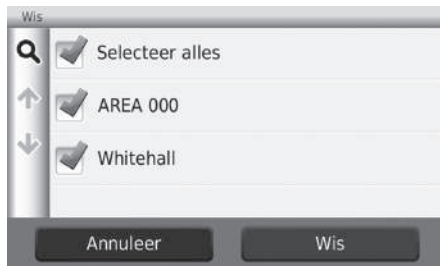 Wis
Selecteer alles
AREA 000
Whitehall
Annuleer
Wis